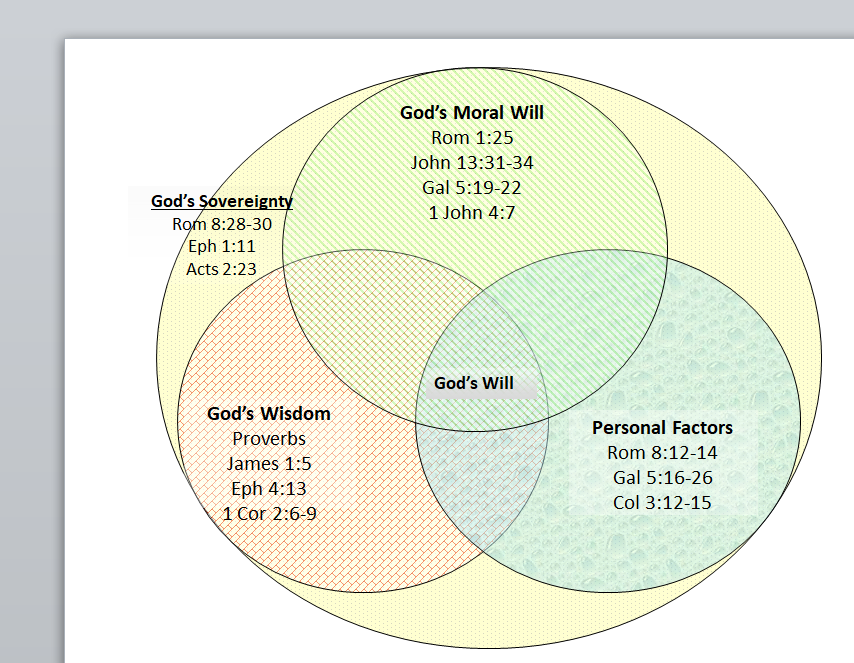 God's Moral Will
Rom 1:25
John 13:31-34
Gal 5:19-22
1 John 4:7
God's Sovereignty
Rom 8:28-30
Eph 1:11
Acts 2:23
God's Will
God's Wisdom
Proverbs
James 1:5
Eph 4:13
1 Cor 2:6-9
Personal Factors
Rom 8:12-14
Gal 5:16-26
Col 3:12-15